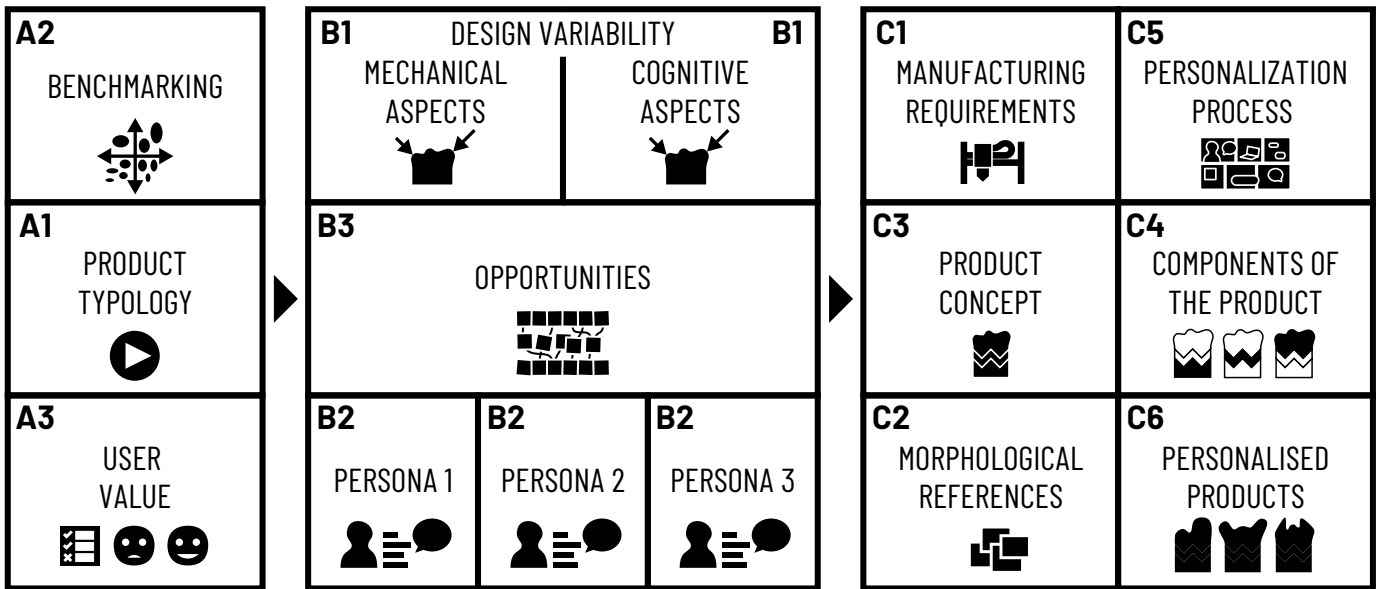 A2
BENCHMARKING
A1
PRODUCT
TYPOLOGY
A3
USER
VALUE
B1 DESIGN VARIABILITY B1
MECHANICAL
ASPECTS
COGNITIVE
ASPECTS
B3
OPPORTUNITIES
B2
PERSONA 1
B2
PERSONA 2
B2
PERSONA 3
C1
MANUFACTURING
REQUIREMENTS
C5
PERSONALIZATION
PROCESS
C3
PRODUCT
CONCEPT
C4
COMPONENTS OF
THE PRODUCT
C2
MORPHOLOGICAL
REFERENCES
C6
PERSONALISED
PRODUCTS